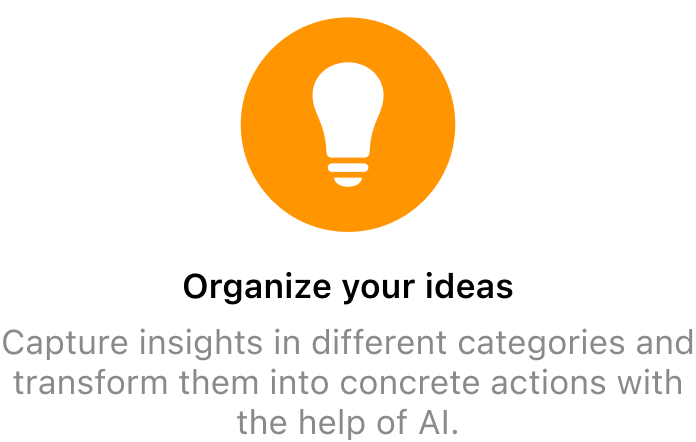 Organize your ideas
Capture insights in different categories and
transform them into concrete actions with
the help of AI.